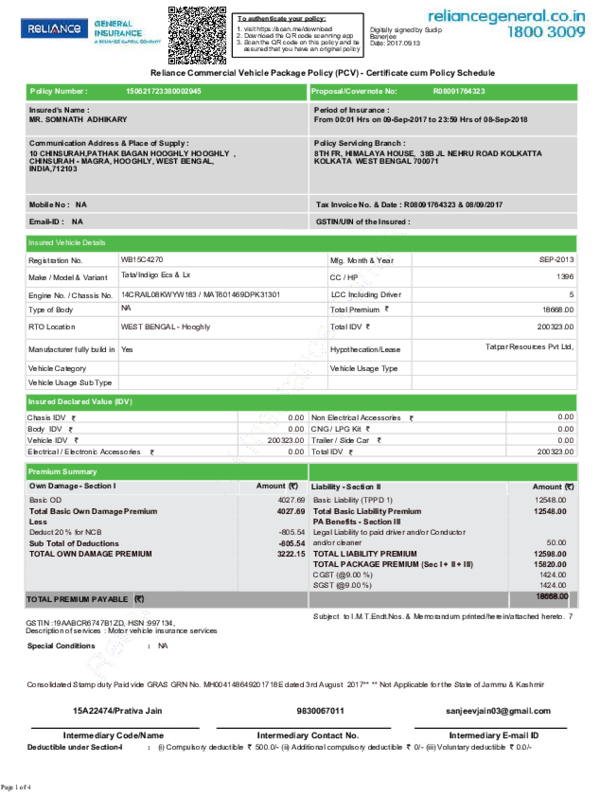 RELIANCE GENERAL INSURANCE
A RELIANCE CAPITAL COMPANY
To authenticate your policy:
1. visit https://boan.me/download
2. Download the QR code scanning app
3. Scan the QR code on this policy and be
assured that you have an original policy
Digitally signed by Sudip
Banerjee
Date: 2017.09.13
reliancegeneral.co.in
1800 3009
Reliance Commercial Vehicle Package Policy (PCV) - Certificate cum Policy Schedule
Policy Number : 150621723380002945 Proposal/Covernote No: R08091764323
Insured's Name :
MR. SOMNATH ADHIKARY
Period of Insurance :
From 00:01 Hrs on 09-Sep-2017 to 23:59 Hrs of 08-Sep-2018
Communication Address & Place of Supply :
10 CHINSURAH,PATHAK BAGAN HOOGHLY HOOGHLY ,
CHINSURAH - MAGRA, HOOGHLY, WEST BENGAL,
INDIA,712103
Policy Servicing Branch :
8TH FR, HIMALAYA HOUSE, 38B JL NEHRU ROAD KOLKATTA
KOLKATA WEST BENGAL 700071
Mobile No : NA Tax Invoice No. & Date : R08091764323 & 08/09/2017
Email-ID : NA GSTIN/UIN of the Insured :
Insured Vehicle Details
Registration No. WB15C4270 Mfg. Month & Year SEP-2013
Make / Model & Variant Tata/Indigo Ecs & Lx CC / HP 1396
Engine No. / Chassis No. 14CRAIL08KWYW183 / MAT601469DPK31301 LCC Including Driver 5
Type of Body NA Total Premium ₹ 18668.00
RTO Location WEST BENGAL - Hooghly Total IDV ₹ 200323.00
Manufacturer fully build in Yes Hypothecation/Lease Tatpar Resources Pvt Ltd,
Vehicle Category Vehicle Usage Type
Vehicle Usage Sub Type
Insured Declared Value (IDV)
Chasis IDV ₹ 0.00 Non Electrical Accessories ₹ 0.00
Body IDV ₹ 0.00 CNG / LPG Kit ₹ 0.00
Vehicle IDV ₹ 200323.00 Trailer / Side Car ₹ 0.00
Electrical / Electronic Accessories ₹ 0.00 Total IDV ₹ 200323.00
Premium Summary
Own Damage - Section I Amount (₹) Liability - Section II Amount (₹)
Basic OD 4027.69 Basic Liability (TPPD 1) 12548.00
Total Basic Own Damage Premium 4027.69 Total Basic Liability Premium 12548.00
Less PA Benefits - Section III
Deduct 20% for NCB -805.54 Legal Liability to paid driver and/or Conductor
Sub Total of Deductions -805.54 and/or cleaner 50.00
TOTAL OWN DAMAGE PREMIUM 3222.15 TOTAL LIABILITY PREMIUM 12598.00
TOTAL PACKAGE PREMIUM (Sec I + II + III) 15820.00
CGST (@9.00 %) 1424.00
SGST (@9.00 %) 1424.00
TOTAL PREMIUM PAYABLE (₹) 18668.00
Subject to I.M.T.Endt.Nos. & Memorandum printed/herein/attached hereto. 7
GSTIN :19AABCR6747B1ZD, HSN :997134,
Description of services : Motor vehicle insurance services
Special Conditions : NA
Consolidated Stamp duty Paid vide GRAS GRN No. MH004148649201718E dated 3rd August 2017** ** Not Applicable for the State of Jammu & Kashmir
15A22474/Prativa Jain 9830067011 sanjeevjain03@gmail.com
Intermediary Code/Name Intermediary Contact No. Intermediary E-mail ID
Deductible under Section-I : (i) Compulsory deductible ₹ 500.0/- (ii) Additional compulsory deductible ₹ 0/- (iii) Voluntary deductible ₹ 0.0/-
Page 1 of 4